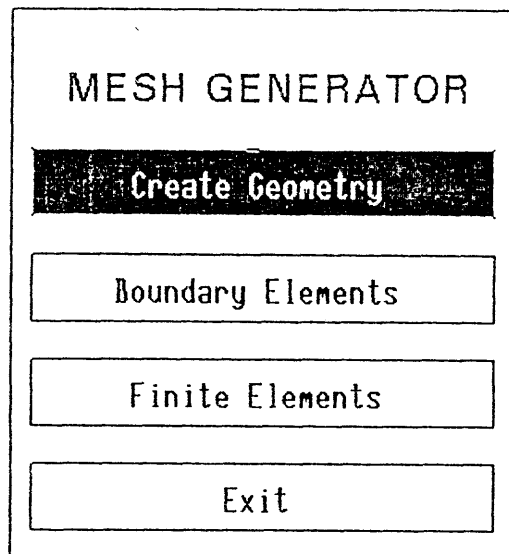 MESH GENERATOR
Create Geometry
Boundary Elements
Finite Elements
Exit